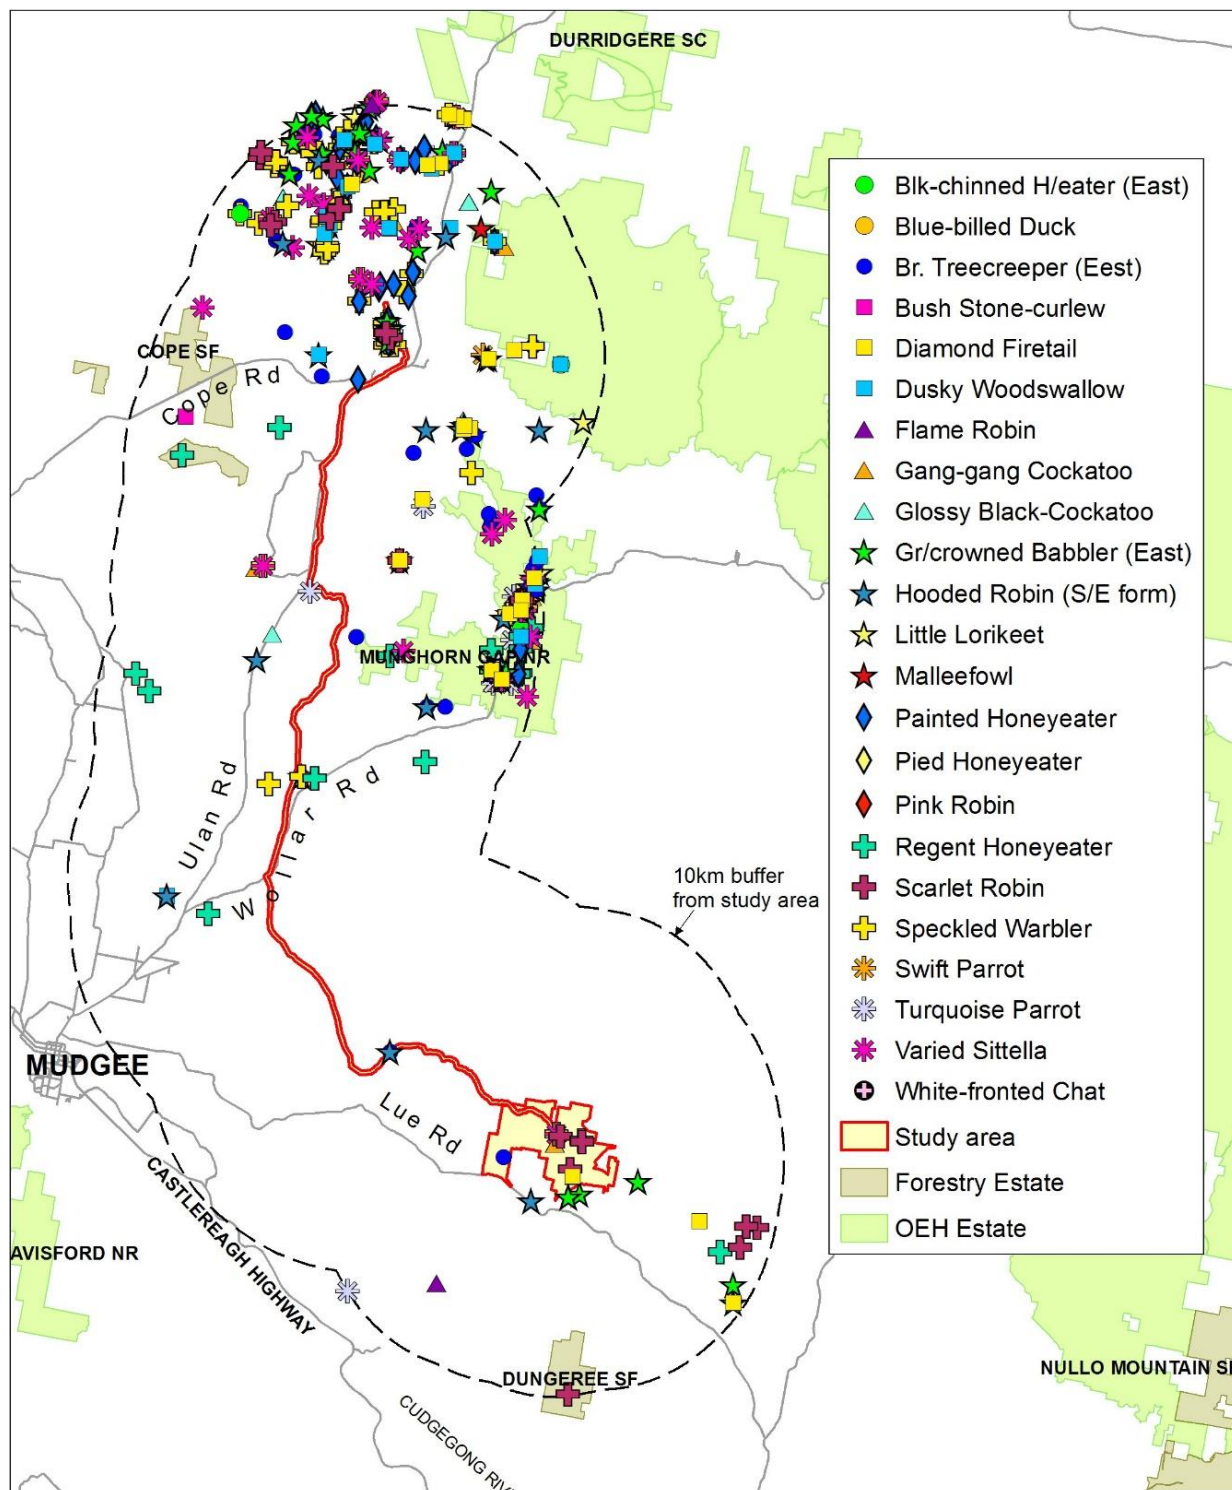 DURRIDGERE SC
Blk-chinned H/eater (East)
Blue-billed Duck
Br. Treecreeper (Eest)
Bush Stone-curlew
Diamond Firetail
Dusky Woodswallow
Flame Robin
Gang-gang Cockatoo
Glossy Black-Cockatoo
Gr/crowned Babbler (East)
Hooded Robin (S/E form)
Little Lorikeet
Malleefowl
Painted Honeyeater
Pied Honeyeater
Pink Robin
Regent Honeyeater
Scarlet Robin
Speckled Warbler
Swift Parrot
Turquoise Parrot
Varied Sittella
White-fronted Chat
Study area
Forestry Estate
OEH Estate
COPE SF
Cope Rd
MUNGHORN GAP NR
Ulan Rd
Wollar Rd
10km buffer
from study area
MUDGEE
Lue Rd
CASTLEREAGH HIGHWAY
AVISFORD NR
DUNGEREE SF
NULLO MOUNTAIN S
CUDGEGONG RIV